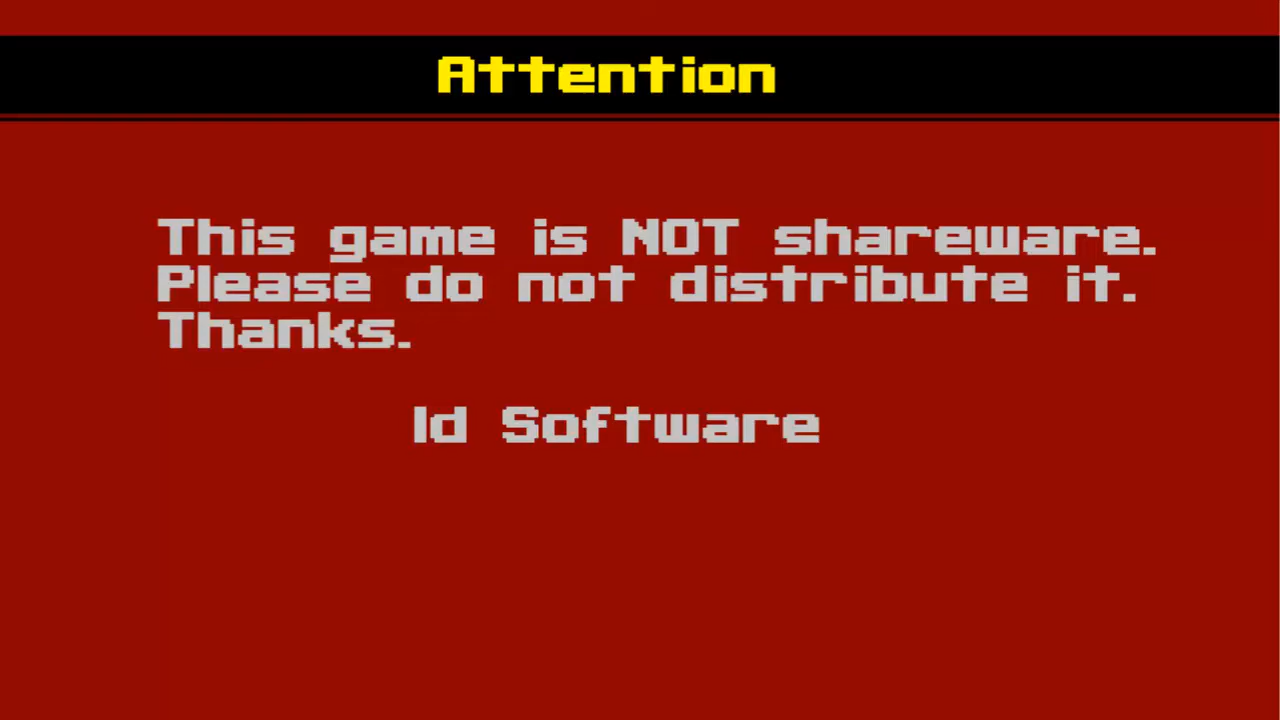 Attention
This game is NOT shareware.
Please do not distribute it.
Thanks.
Id Software